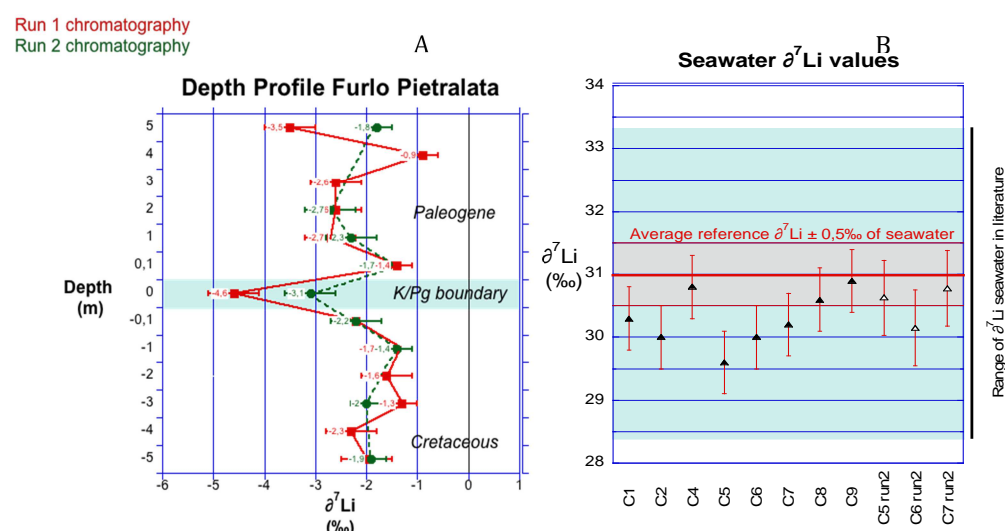 Run 1 chromatography
Run 2 chromatography
A
Depth Profile Furlo Pietralata
5
4
3
2
1
0,1
0
-0,1
-1
-2
-3
-4
-5
Depth
(m)
-3,5
-1,8
-0,9
-2,6
-2,7
-2,7
-2,3
-1,7
-1,4
-4,6
-3,1
-2,2
-1,7
-1,4
-1,6
-2
-1,3
-2,3
-1,9
Paleogene
K/Pg boundary
Cretaceous
-6 -5 -4 -3 -2 -1 0 1
∂⁷Li
(‰)
B
Seawater ∂⁷Li values
34
33
32
31
30
29
28
∂⁷Li
(‰)
Average reference ∂⁷Li ± 0,5‰ of seawater
Range of ∂⁷Li seawater in literature
C1
C2
C4
C5
C6
C7
C8
C9
C5 run2
C6 run2
C7 run2